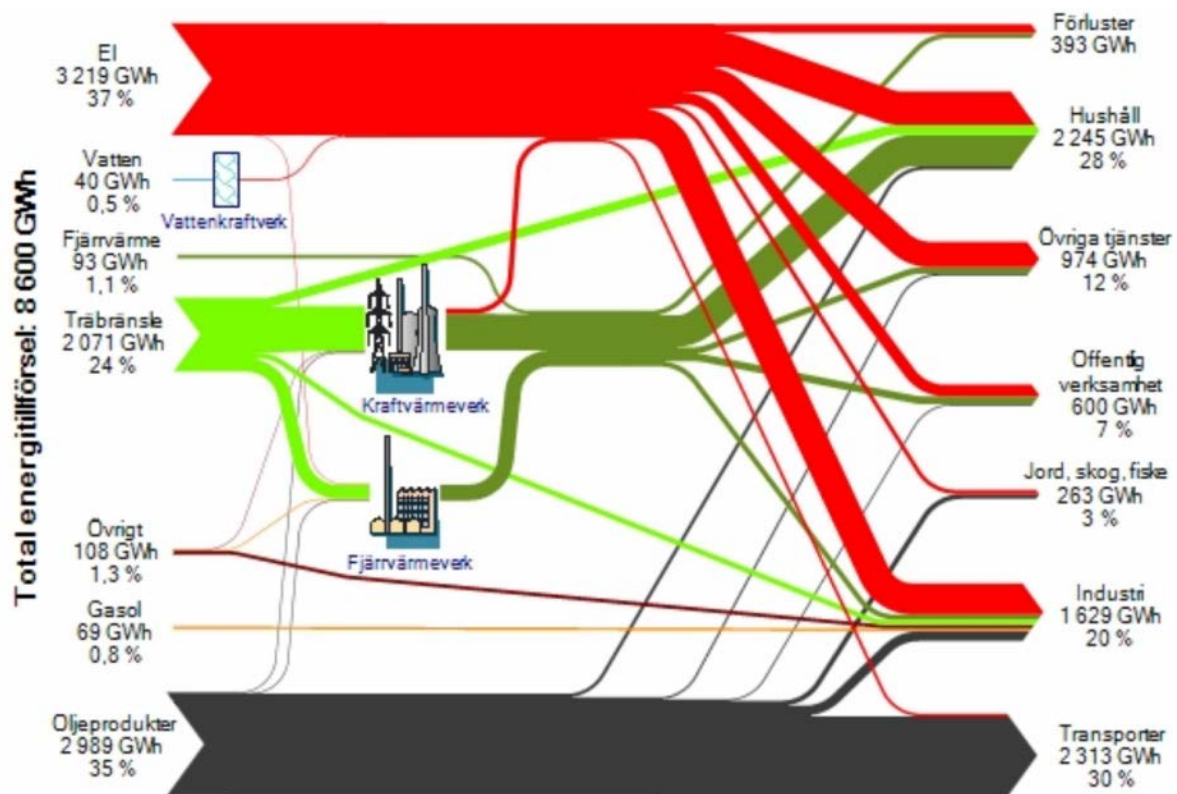 Total energitillförsel: 8 600 GWh
El
3 219 GWh
37 %
Vatten
40 GWh
0,5 %
Vattenkraftverk
Fjärrvärme
93 GWh
1,1 %
Träbränsle
2 071 GWh
24 %
Kraftvärmeverk
Fjärrvärmeverk
Övrigt
108 GWh
1,3 %
Gasol
69 GWh
0,8 %
Oljeprodukter
2 989 GWh
35 %
Förluster
393 GWh
Hushåll
2 245 GWh
28 %
Övriga tjänster
974 GWh
12 %
Offentlig
verksamhet
600 GWh
7 %
Jord, skog, fiske
263 GWh
3 %
Industri
1 629 GWh
20 %
Transporter
2 313 GWh
30 %